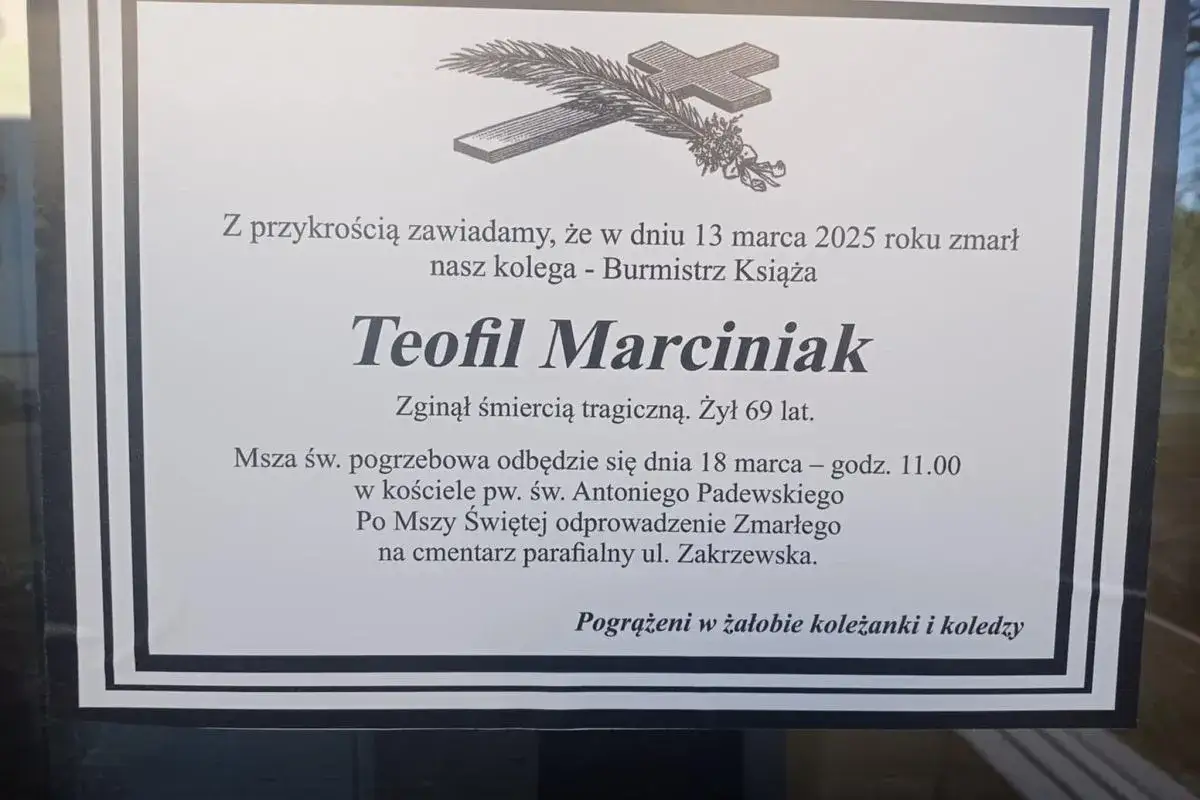 Z przykrością zawiadamy, że w dniu 13 marca 2025 roku zmarł
nasz kolega - Burmistrz Książa
Teofil Marciniak
Zginął śmiercią tragiczną. Żył 69 lat.
Msza św. pogrzebowa odbędzie się dnia 18 marca – godz. 11.00
w kościele pw. św. Antoniego Padewskiego
Po Mszy Świętej odprowadzenie Zmarłego
na cmentarz parafialny ul. Zakrzewska.
Pogrążeni w żałobie koleżanki i koledzy